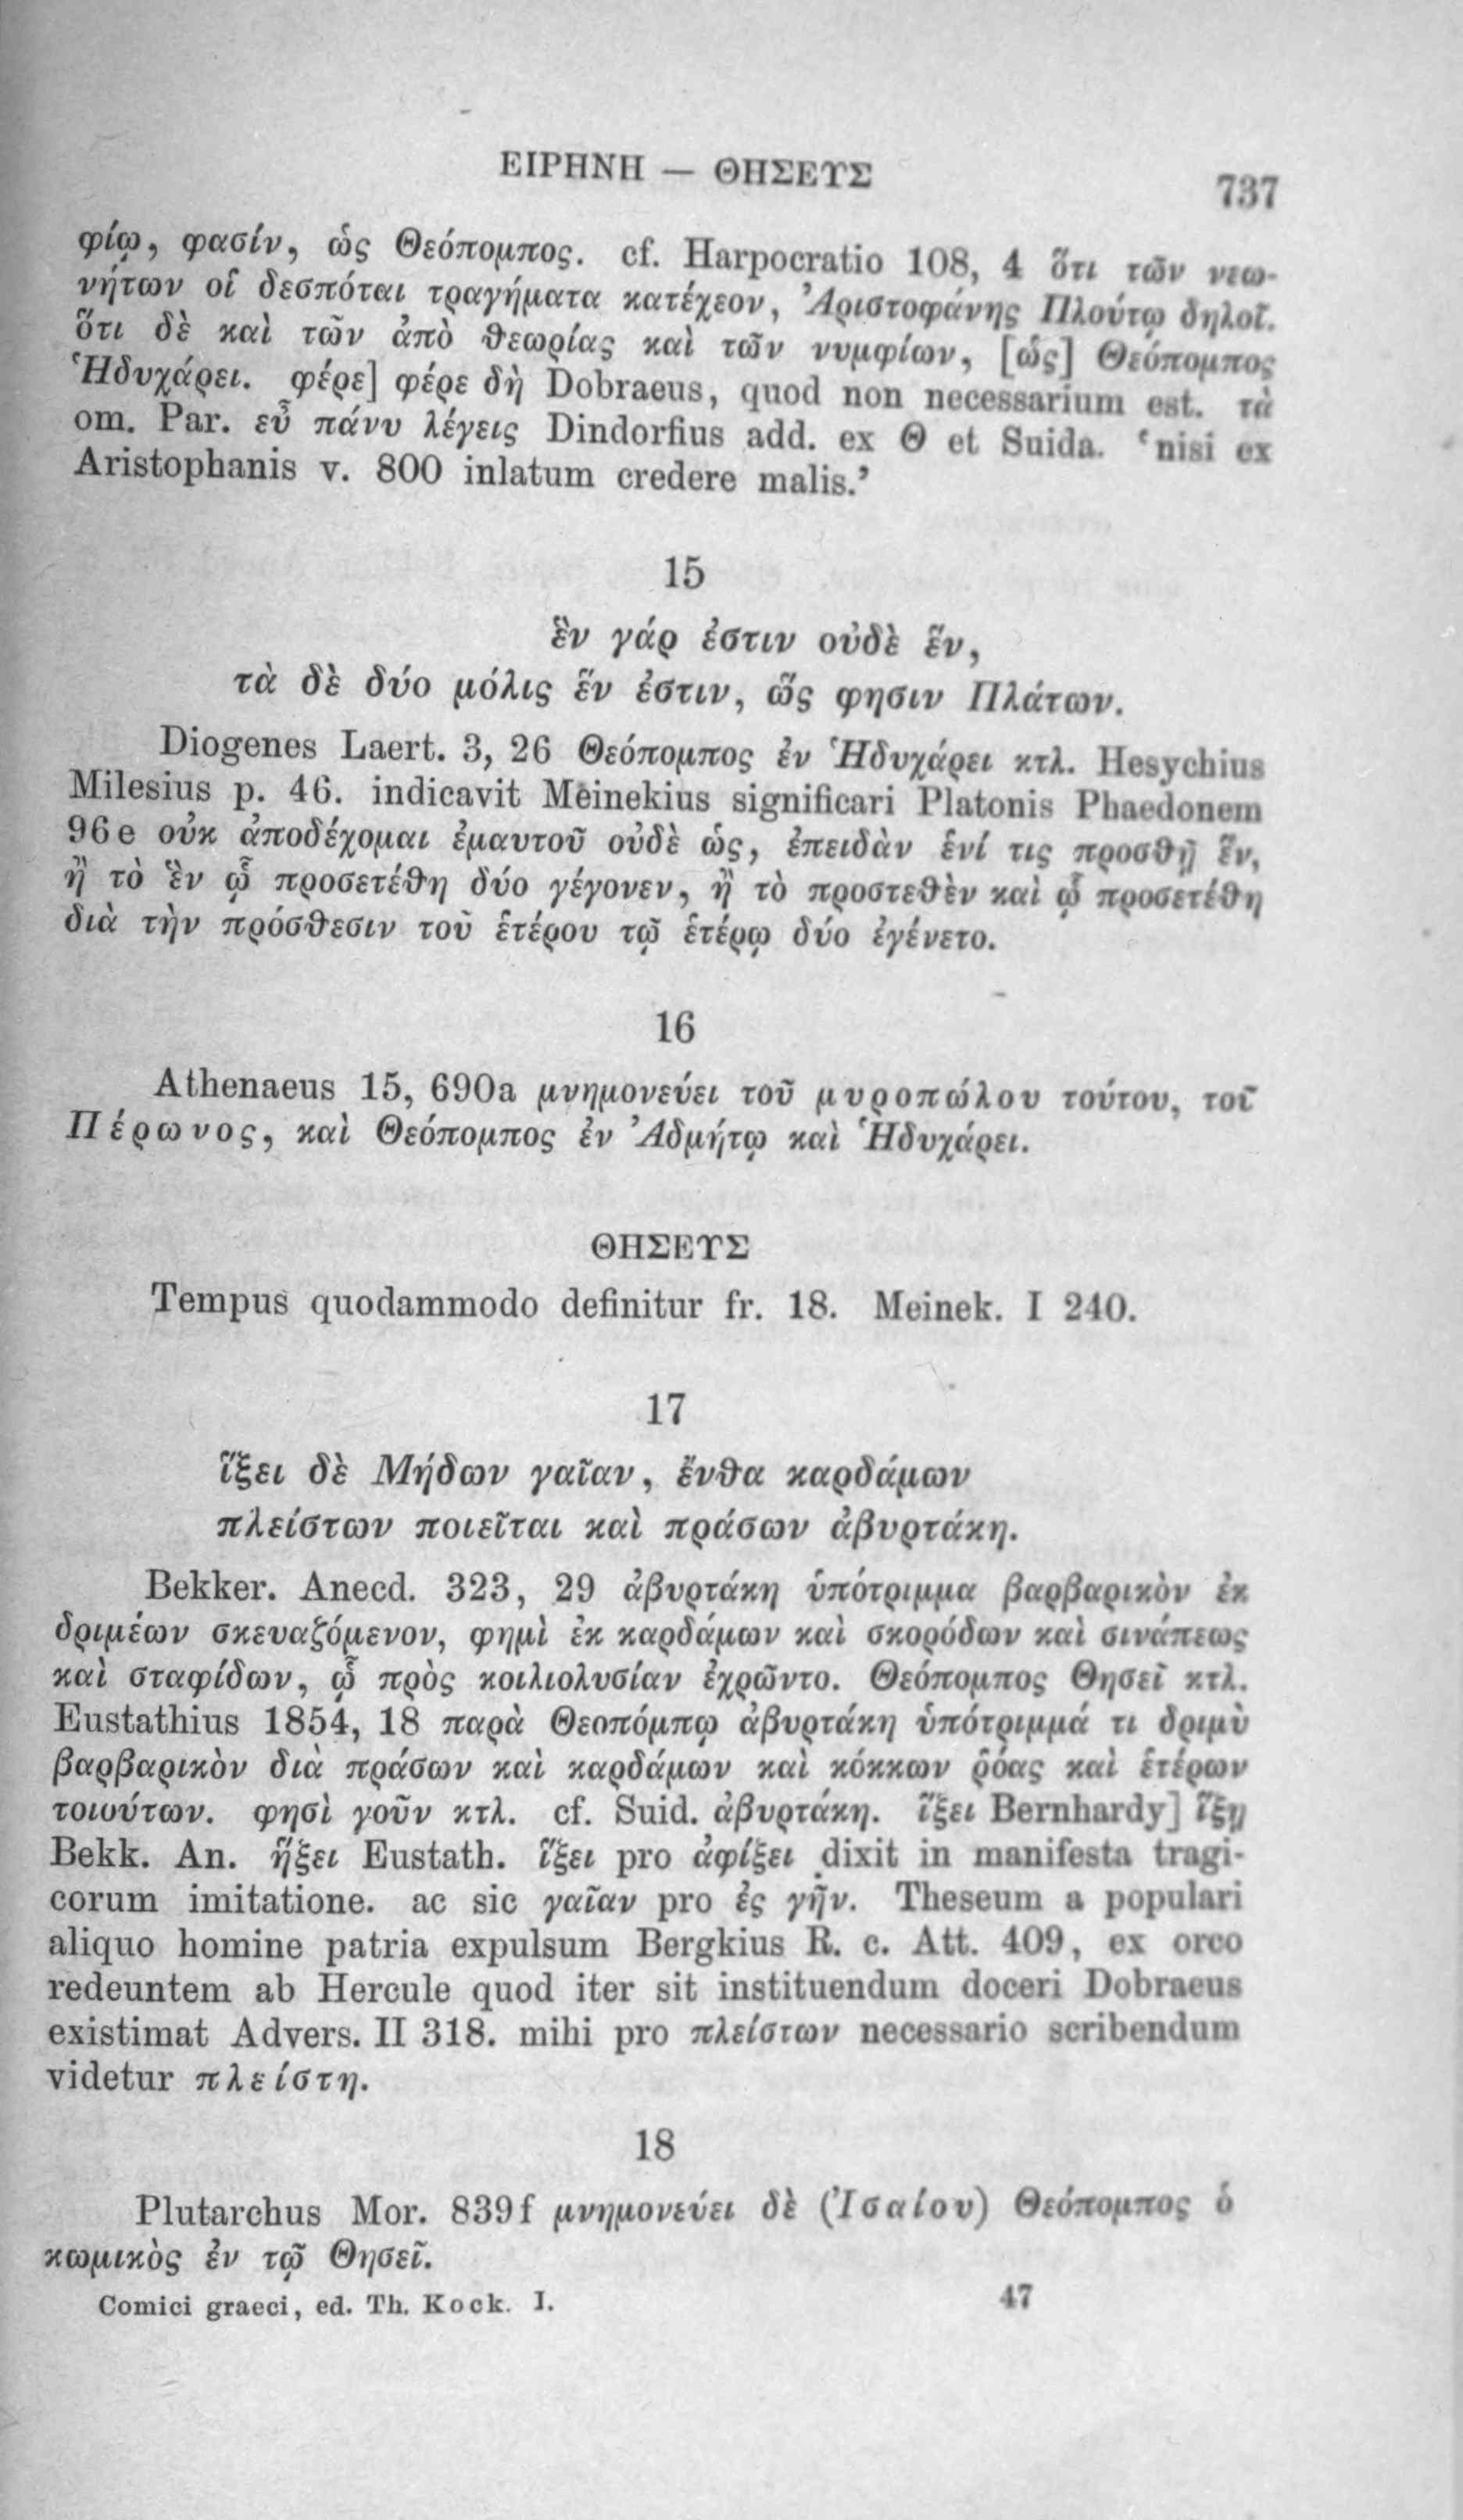 ΕΙΡΗΝΗ — ΘΗΣΕΥΣ
737
φίῳ, φασίν, ὡς Θεόπομπος. cf. Harpocratio 108, 4 ὅτι τῶν νεω-
νήτων οἱ δεσπόται τραγήματα κατέχεον, Ἀριστοφάνης Πλούτῳ δηλοῖ.
ὅτι δὲ καὶ τῶν ἀπὸ θεωρίας καὶ τῶν νυμφίων, [ὡς] Θεόπομπος
Ἡδυχάρει. φέρε] φέρε δὴ Dobraeus, quod non necessarium est. τὰ
om. Par. εὖ πάνυ λέγεις Dindorfius add. ex Θ et Suida. ‘nisi ex
Aristophanis v. 800 inlatum credere malis.’
15
ἓν γάρ ἐστιν οὐδὲ ἕν,
τὰ δὲ δύο μόλις ἕν ἐστιν, ὥς φησιν Πλάτων.
Diogenes Laert. 3, 26 Θεόπομπος ἐν Ἡδυχάρει κτλ. Hesychius
Milesius p. 46. indicavit Meinekius significari Platonis Phaedonem
96e οὐκ ἀποδέχομαι ἐμαυτοῦ οὐδὲ ὡς, ἐπειδὰν ἑνί τις προσθῇ ἕν,
ἢ τὸ ἓν ᾧ προσετέθη δύο γέγονεν, ἢ τὸ προστεθὲν καὶ ᾧ προσετέθη
διὰ τὴν πρόσθεσιν τοῦ ἑτέρου τῷ ἑτέρῳ δύο ἐγένετο.
16
Athenaeus 15, 690a μνημονεύει τοῦ μυροπώλου τούτου, τοῦ
Πέρωνος, καὶ Θεόπομπος ἐν Ἀδμήτῳ καὶ Ἡδυχάρει.
ΘΗΣΕΥΣ
Tempus quodammodo definitur fr. 18. Meinek. I 240.
17
ἵξει δὲ Μήδων γαῖαν, ἔνθα καρδάμων
πλείστων ποιεῖται καὶ πράσων ἀβυρτάκη.
Bekker. Anecd. 323, 29 ἀβυρτάκη ὑπότριμμα βαρβαρικὸν ἐκ
δριμέων σκευαζόμενον, φημὶ ἐκ καρδάμων καὶ σκορόδων καὶ σινάπεως
καὶ σταφίδων, ᾧ πρὸς κοιλιολυσίαν ἐχρῶντο. Θεόπομπος Θησεῖ κτλ.
Eustathius 1854, 18 παρὰ Θεοπόμπῳ ἀβυρτάκη ὑπότριμμά τι δριμὺ
βαρβαρικὸν διὰ πράσων καὶ καρδάμων καὶ κόκκων ῥόας καὶ ἑτέρων
τοιούτων. φησὶ γοῦν κτλ. cf. Suid. ἀβυρτάκη. ἵξει Bernhardy] ἵξῃ
Bekk. An. ἥξει Eustath. ἵξει pro ἀφίξει dixit in manifesta tragi-
corum imitatione. ac sic γαῖαν pro ἐς γῆν. Theseum a populari
aliquo homine patria expulsum Bergkius R. c. Att. 409, ex orco
redeuntem ab Hercule quod iter sit instituendum doceri Dobraeus
existimat Advers. II 318. mihi pro πλείστων necessario scribendum
videtur πλείστη.
18
Plutarchus Mor. 839f μνημονεύει δὲ (Ἰσαίου) Θεόπομπος ὁ
κωμικὸς ἐν τῷ Θησεῖ.
Comici graeci, ed. Th. Kock. I.
47